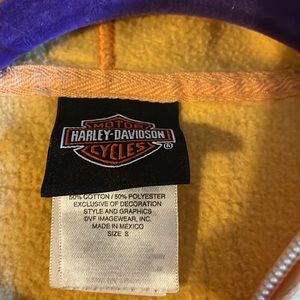 MOTOR
HARLEY-DAVIDSON
CYCLES
®
50% COTTON / 50% POLYESTER
EXCLUSIVE OF DECORATION
STYLE AND GRAPHICS
DVF IMAGEWEAR, INC.
MADE IN MEXICO
SIZE S